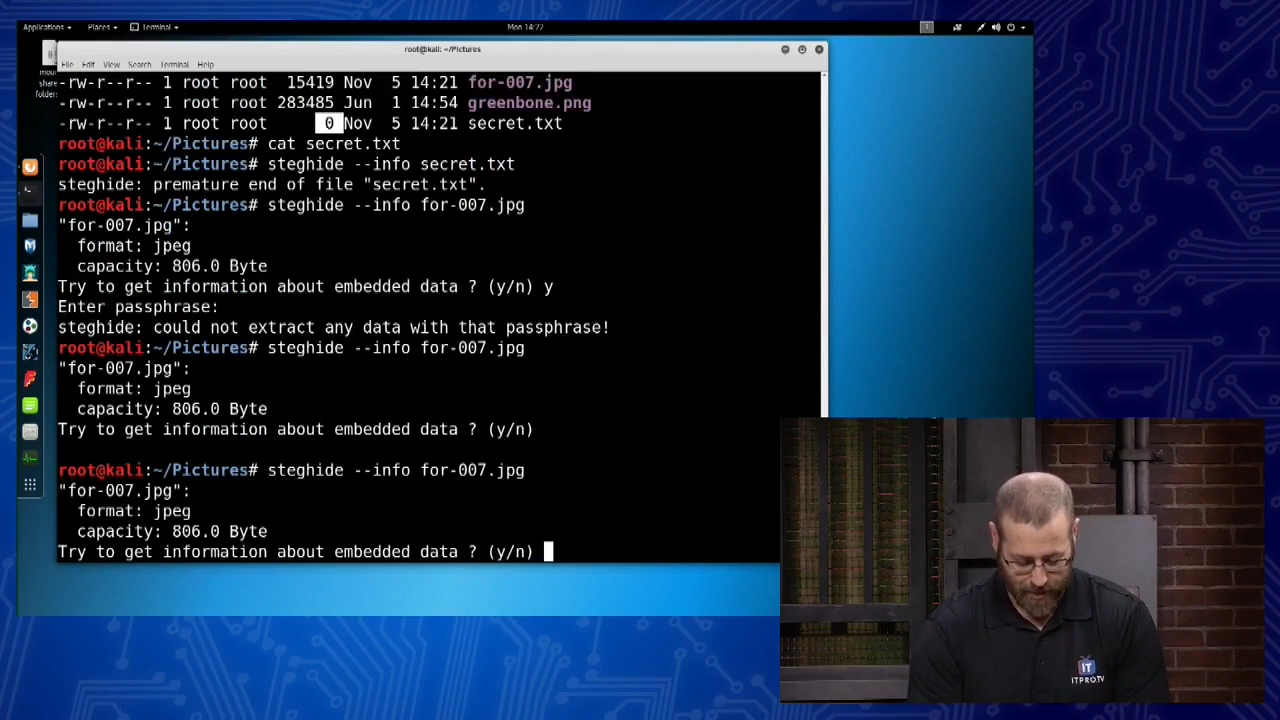 Applications Places Terminal Mon 14:22 1
root@kali: ~/Pictures
File Edit View Search Terminal Help
-rw-r--r-- 1 root root 15419 Nov 5 14:21 for-007.jpg
-rw-r--r-- 1 root root 283485 Jun 1 14:54 greenbone.png
-rw-r--r-- 1 root root 0 Nov 5 14:21 secret.txt
root@kali:~/Pictures# cat secret.txt
root@kali:~/Pictures# steghide --info secret.txt
steghide: premature end of file "secret.txt".
root@kali:~/Pictures# steghide --info for-007.jpg
"for-007.jpg":
format: jpeg
capacity: 806.0 Byte
Try to get information about embedded data ? (y/n) y
Enter passphrase:
steghide: could not extract any data with that passphrase!
root@kali:~/Pictures# steghide --info for-007.jpg
"for-007.jpg":
format: jpeg
capacity: 806.0 Byte
Try to get information about embedded data ? (y/n)
root@kali:~/Pictures# steghide --info for-007.jpg
"for-007.jpg":
format: jpeg
capacity: 806.0 Byte
Try to get information about embedded data ? (y/n)
IT
ITPRO.TV